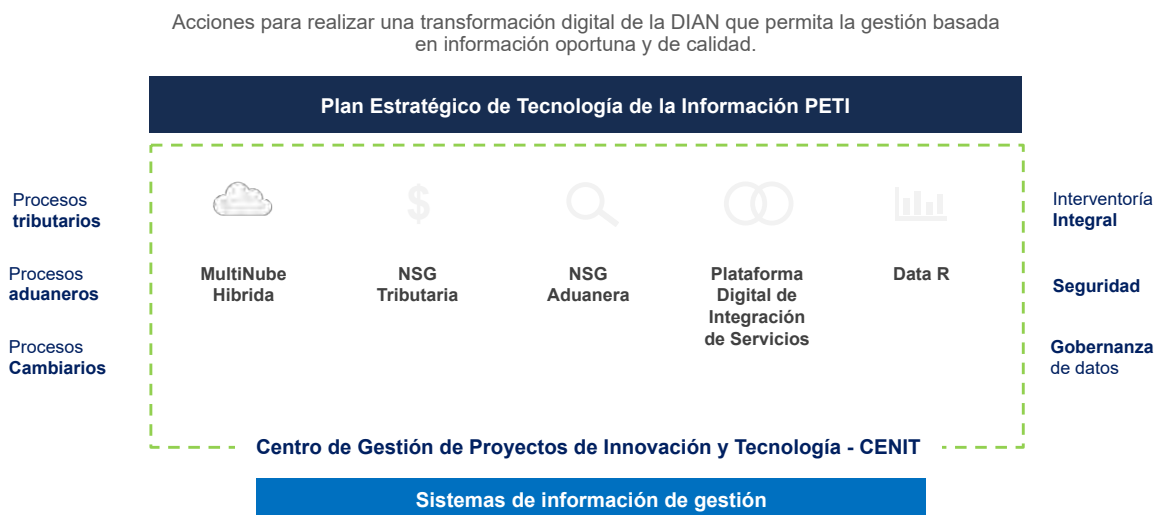 Acciones para realizar una transformación digital de la DIAN que permita la gestión basada
en información oportuna y de calidad.
Plan Estratégico de Tecnología de la Información PETI
Procesos
tributarios
Procesos
aduaneros
Procesos
Cambiarios
$
MultiNube
Hibrida
NSG
Tributaria
NSG
Aduanera
Plataforma
Digital de
Integración
de Servicios
Data R
Interventoría
Integral
Seguridad
Gobernanza
de datos
Centro de Gestión de Proyectos de Innovación y Tecnología - CENIT
Sistemas de información de gestión